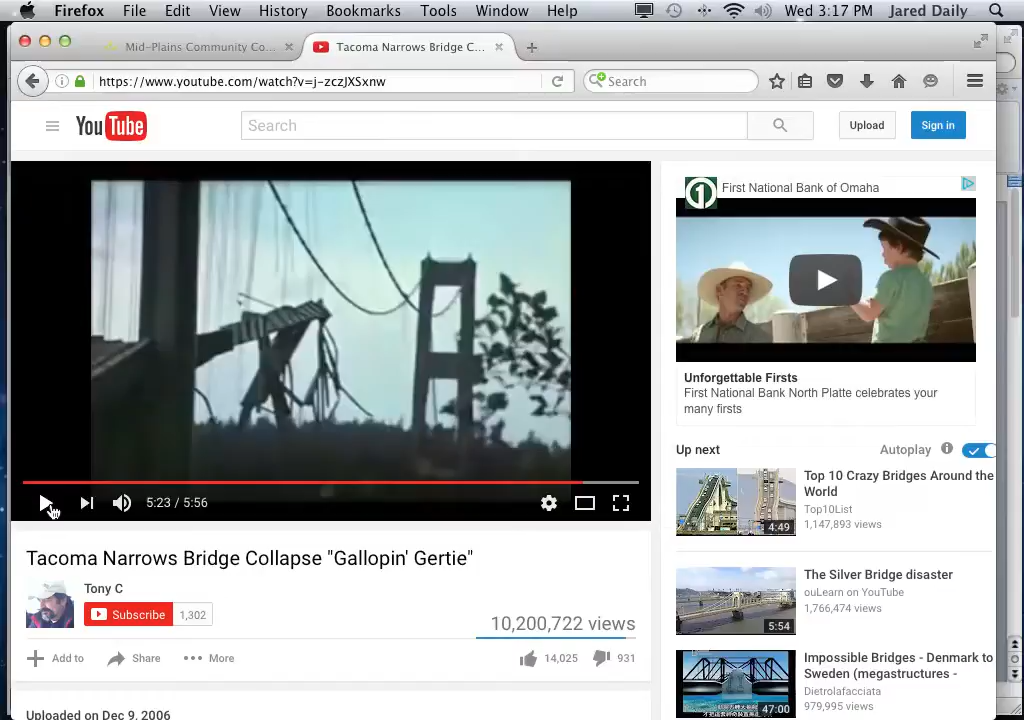 Firefox File Edit View History Bookmarks Tools Window Help Wed 3:17 PM Jared Daily
Mid-Plains Community Co... Tacoma Narrows Bridge C...
https://www.youtube.com/watch?v=j-zczJXSxnw Search
YouTube Search Upload Sign in
First National Bank of Omaha
Unforgettable Firsts
First National Bank North Platte celebrates your
many firsts
Up next Autoplay
Top 10 Crazy Bridges Around the
World
Top10List
1,147,893 views
4:49
The Silver Bridge disaster
ouLearn on YouTube
1,766,474 views
5:54
Impossible Bridges - Denmark to
Sweden (megastructures -
Dietrolafacciata
979,995 views
47:00
5:23 / 5:56
Tacoma Narrows Bridge Collapse "Gallopin' Gertie"
Tony C
Subscribe 1,302
10,200,722 views
Add to Share More 14,025 931
Uploaded on Dec 9, 2006